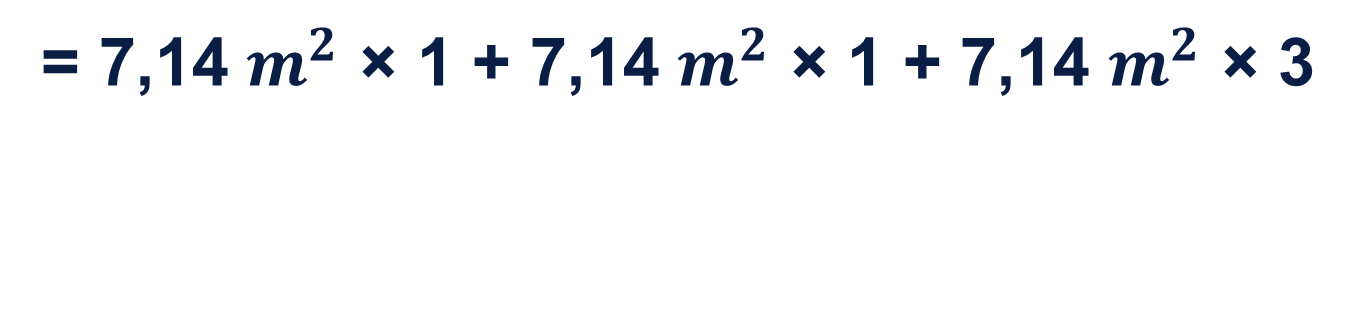 = 7,14 m² × 1 + 7,14 m² × 1 + 7,14 m² × 3